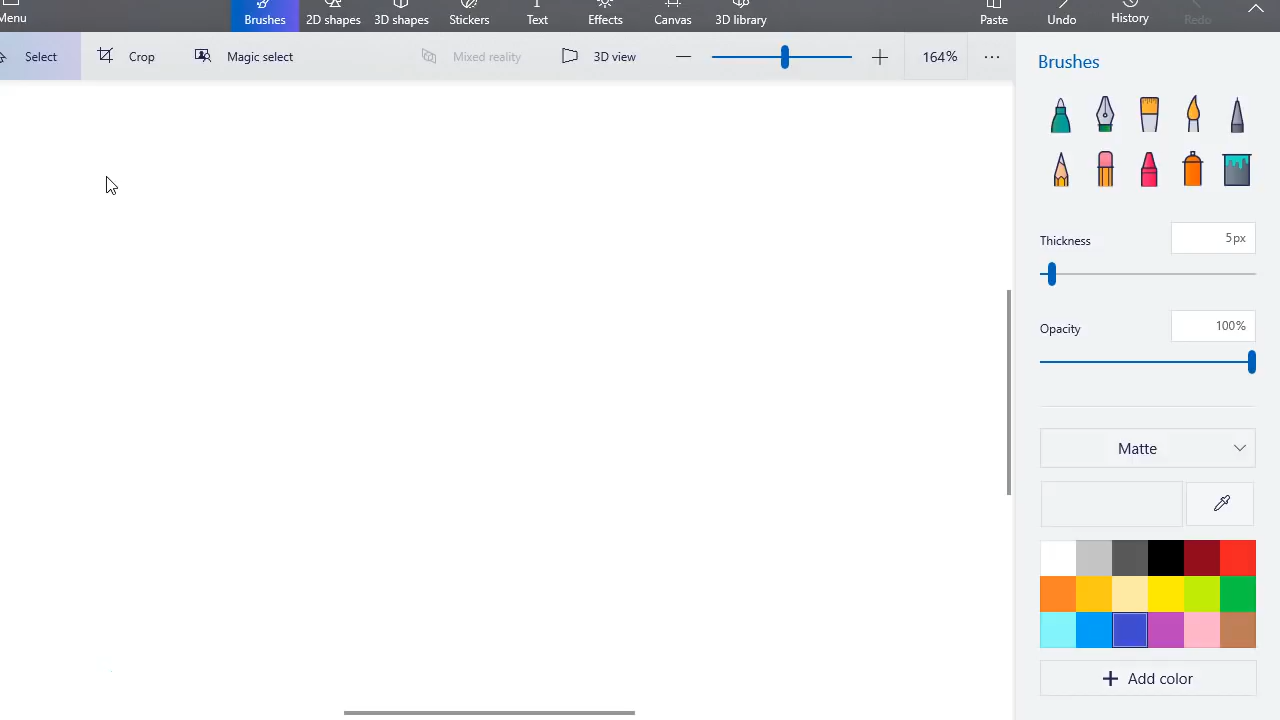 Menu
Brushes
2D shapes
3D shapes
Stickers
Text
Effects
Canvas
3D library
Paste
Undo
History
Redo
Select
Crop
Magic select
Mixed reality
3D view
164%
Brushes
Thickness
5px
Opacity
100%
Matte
Add color